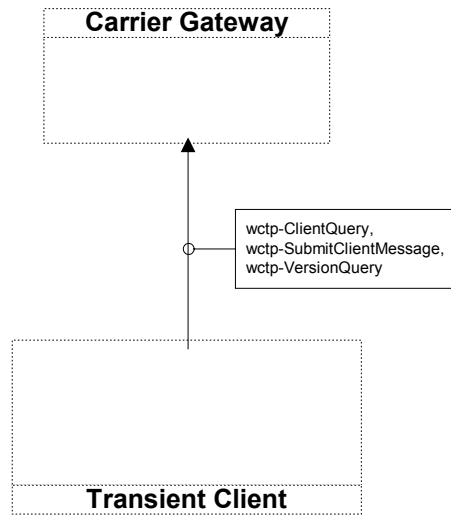 Carrier Gateway
wctp-ClientQuery,
wctp-SubmitClientMessage,
wctp-VersionQuery
Transient Client